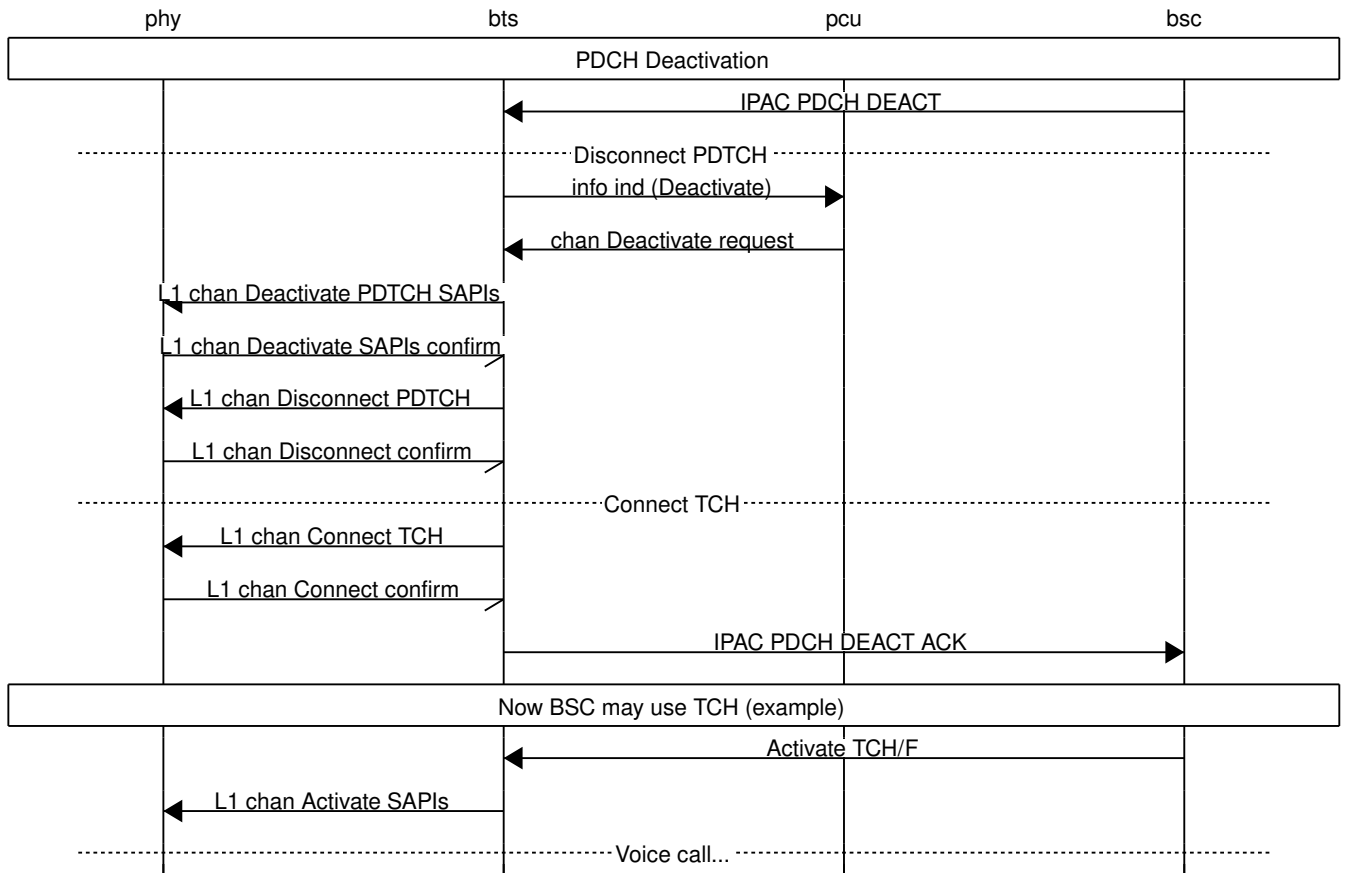 phy bts pcu bsc
PDCH Deactivation
IPAC PDCH DEACT
Disconnect PDTCH
info ind (Deactivate)
chan Deactivate request
L1 chan Deactivate PDTCH SAPIs
L1 chan Deactivate SAPIs confirm
L1 chan Disconnect PDTCH
L1 chan Disconnect confirm
Connect TCH
L1 chan Connect TCH
L1 chan Connect confirm
IPAC PDCH DEACT ACK
Now BSC may use TCH (example)
Activate TCH/F
L1 chan Activate SAPIs
Voice call...